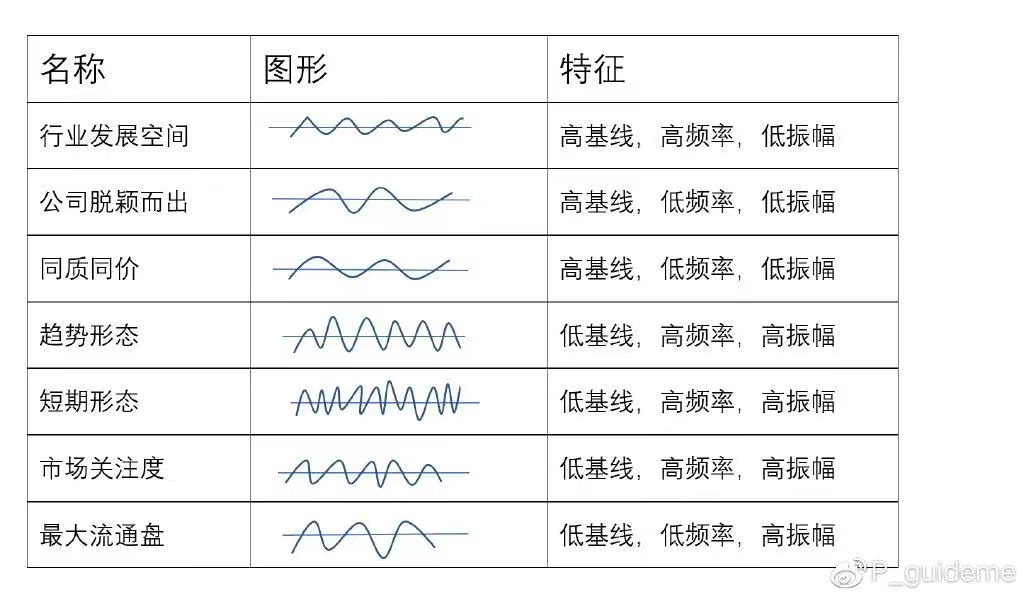 名称 图形 特征
行业发展空间 高基线，高频率，低振幅
公司脱颖而出 高基线，低频率，低振幅
同质同价 高基线，低频率，低振幅
趋势形态 低基线，高频率，高振幅
短期形态 低基线，高频率，高振幅
市场关注度 低基线，高频率，高振幅
最大流通盘 低基线，低频率，高振幅
P_guideme